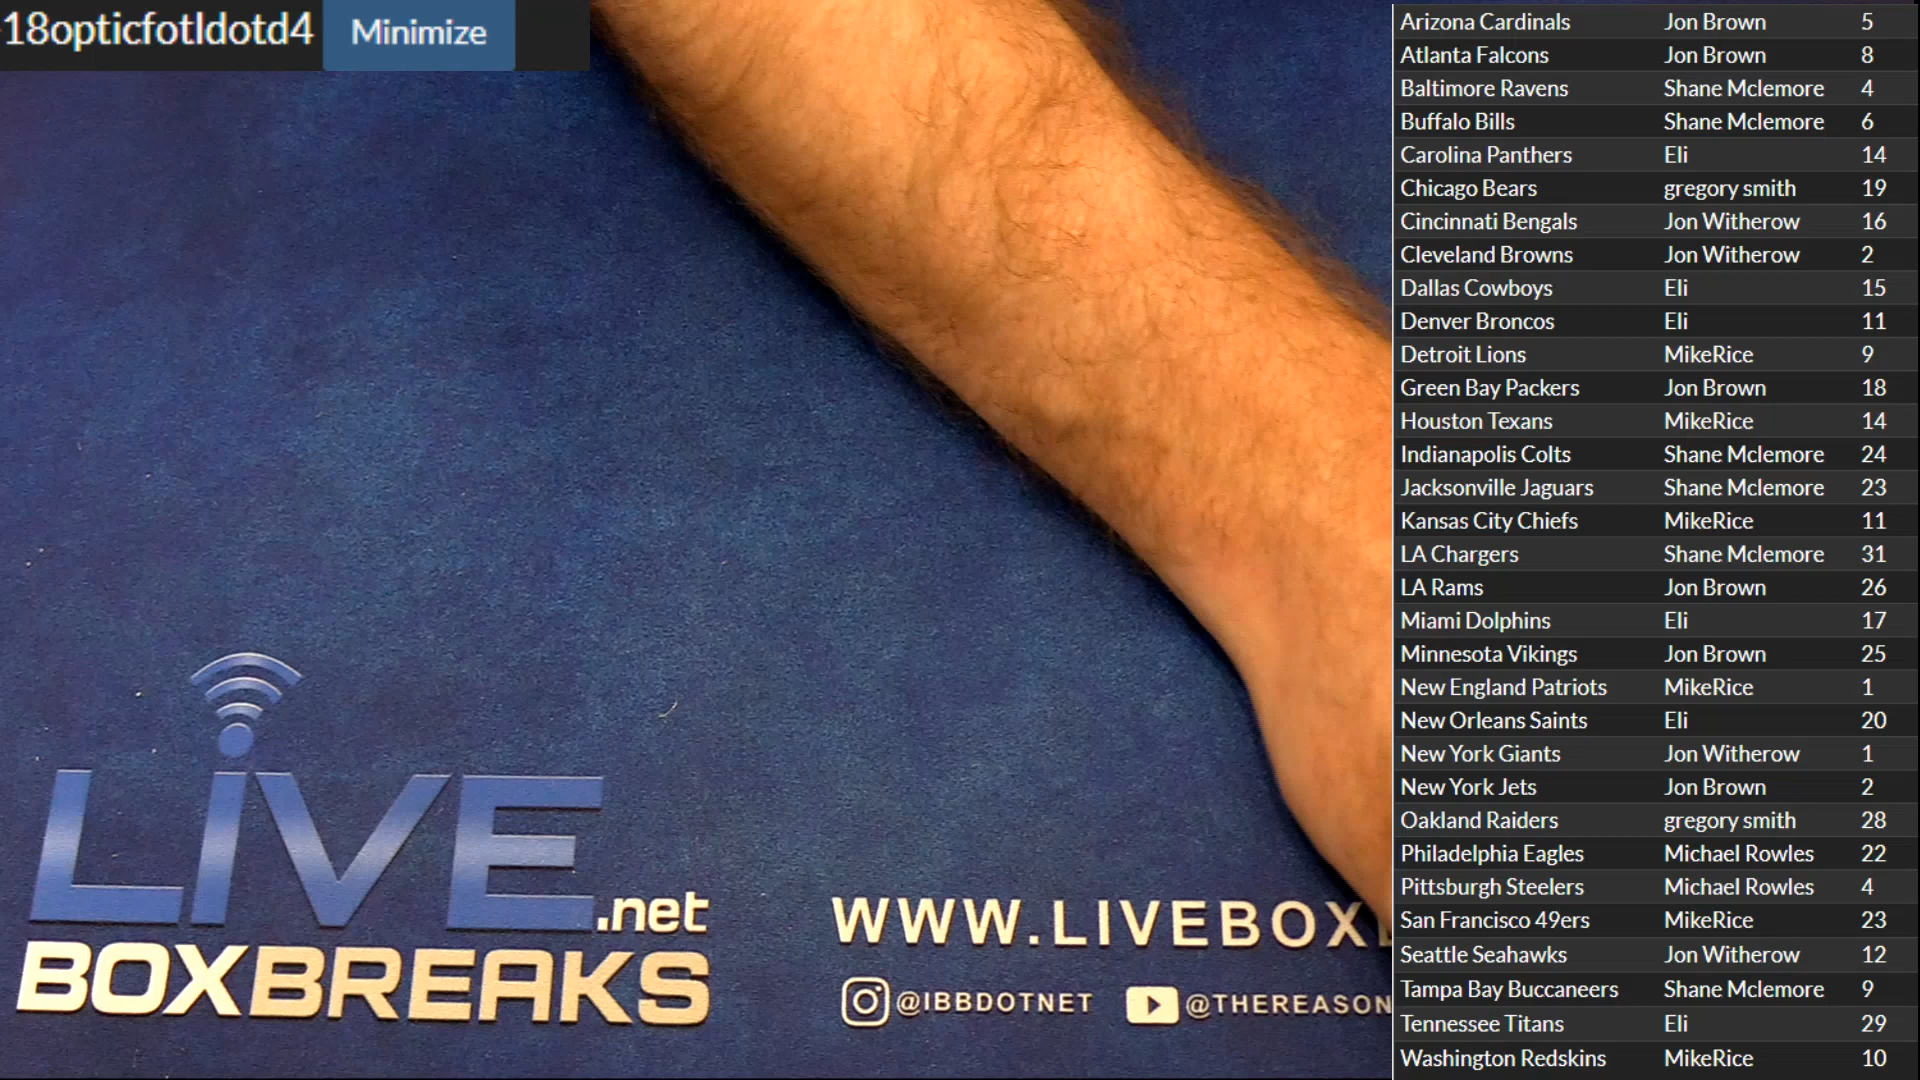 18opticfotldotd4 Minimize
Arizona Cardinals Jon Brown 5
Atlanta Falcons Jon Brown 8
Baltimore Ravens Shane Mclemore 4
Buffalo Bills Shane Mclemore 6
Carolina Panthers Eli 14
Chicago Bears gregory smith 19
Cincinnati Bengals Jon Witherow 16
Cleveland Browns Jon Witherow 2
Dallas Cowboys Eli 15
Denver Broncos Eli 11
Detroit Lions MikeRice 9
Green Bay Packers Jon Brown 18
Houston Texans MikeRice 14
Indianapolis Colts Shane Mclemore 24
Jacksonville Jaguars Shane Mclemore 23
Kansas City Chiefs MikeRice 11
LA Chargers Shane Mclemore 31
LA Rams Jon Brown 26
Miami Dolphins Eli 17
Minnesota Vikings Jon Brown 25
New England Patriots MikeRice 1
New Orleans Saints Eli 20
New York Giants Jon Witherow 1
New York Jets Jon Brown 2
Oakland Raiders gregory smith 28
Philadelphia Eagles Michael Rowles 22
Pittsburgh Steelers Michael Rowles 4
San Francisco 49ers MikeRice 23
Seattle Seahawks Jon Witherow 12
Tampa Bay Buccaneers Shane Mclemore 9
Tennessee Titans Eli 29
Washington Redskins MikeRice 10
LIVE.net
BOXBREAKS
WWW.LIVEBOX
@IBBDOTNET @THEREASON